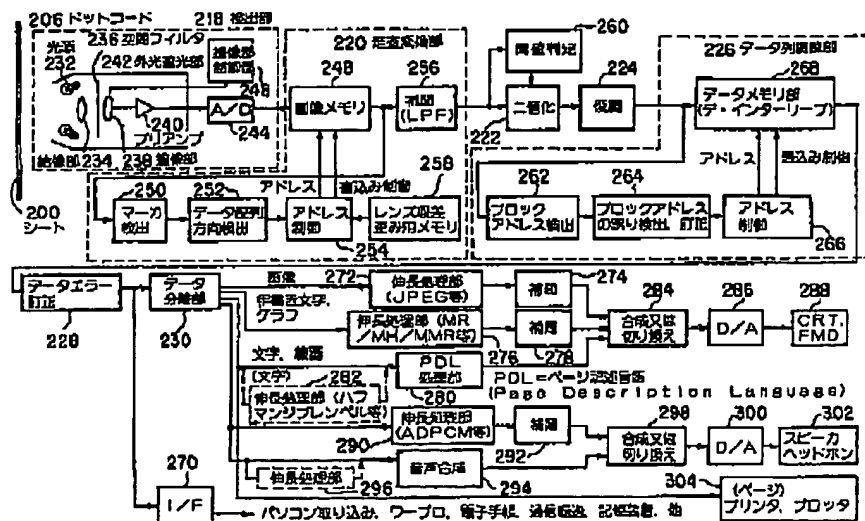 206 ドットコード 218 検出部
光源 232
236 空間フィルタ
242 外光遮光部
撮像部
制御部
246
220 走査変換部
248
256
260
閾値判定
224
226 データ列調整部
268
A/D
244
画像メモリ
補間
(LPF)
二値化
222
復調
データメモリ部
(デ・インターリーブ)
240
プリアンプ
結像部 234 238 撮像部
アドレス 書込み制御
アドレス
書込み制御
200
シート
250
マーカ
検出
252
データ配列
方向検出
アドレス
制御
254
258
レンズ収差
歪み用メモリ
262
ブロック
アドレス検出
264
ブロックアドレス
の誤り検出、訂正
アドレス
制御
266
データエラー
訂正
228
データ
分離部
230
画像 272
伸長処理部
(JPEG等)
274
補間
伊書き文字、
グラフ
伸長処理部 (MR
/MH/MMR等)
276
補間
278
284
合成又は
切り換え
286
D/A
288
CRT,
FMD
文字、線画
(文字) 282
伸長処理部 (ハフ
マンジブレンペル等)
PDL
処理部
280
PDL=ページ記述言語
(Page Description Language)
290
伸長処理部
(ADPCM等)
補間
292
298
合成又は
切り換え
300
D/A
302
スピーカ
ヘッドホン
伸長処理部
296
音声合成
294
304
(ページ)
プリンタ、プロッタ
270
I/F
パソコン取り込み、ワープロ、電子手帳、通信転送、記憶装置、他